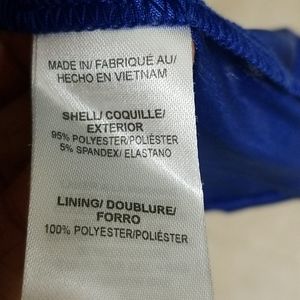 MADE IN/ FABRIQUÉ AU/
HECHO EN VIETNAM
SHELL/ COQUILLE/
EXTERIOR
95% POLYESTER/POLIÉSTER
5% SPANDEX/ ELASTANO
LINING/ DOUBLURE/
FORRO
100% POLYESTER/POLIÉSTER